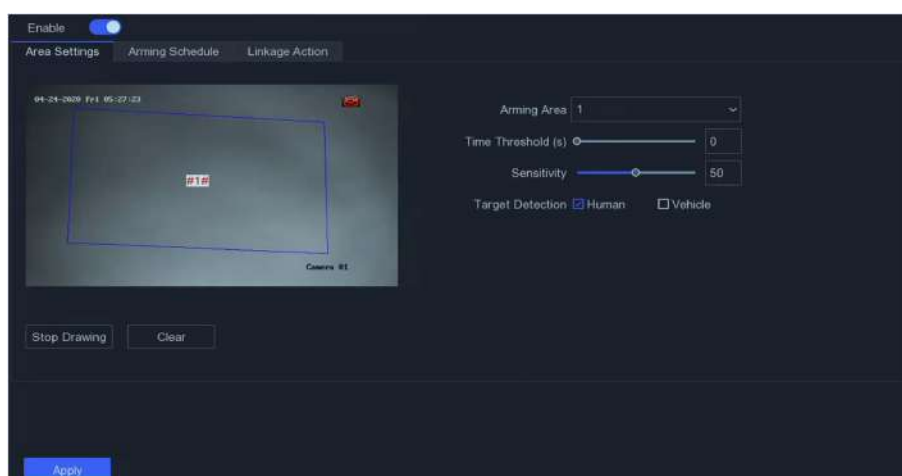 Enable
Area Settings Arming Schedule Linkage Action
04-24-2020 Fri 05:27:23
Arming Area 1
Time Threshold (s) 0
#1#
Sensitivity 50
Target Detection Human Vehicle
Camera 01
Stop Drawing Clear
Apply